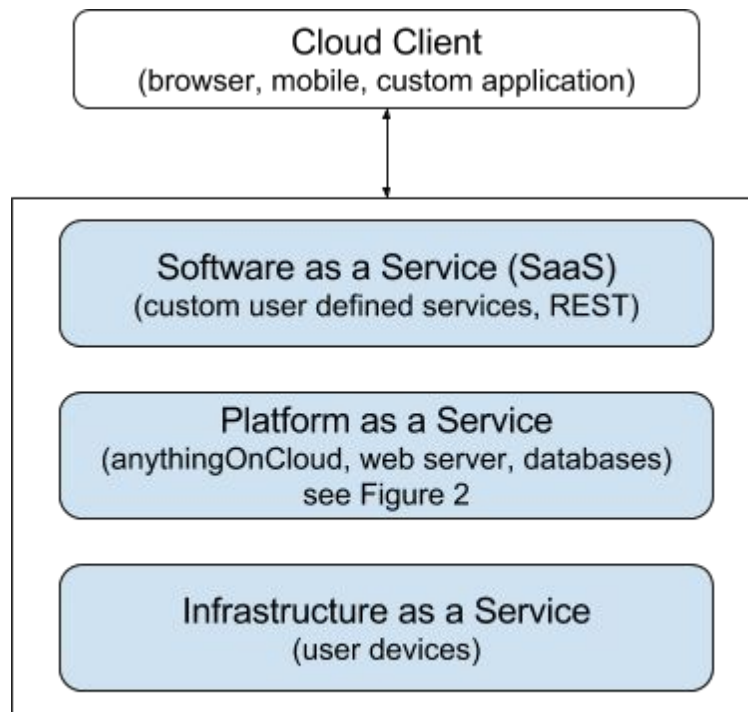 Cloud Client
(browser, mobile, custom application)
Software as a Service (SaaS)
(custom user defined services, REST)
Platform as a Service
(anythingOnCloud, web server, databases)
see Figure 2
Infrastructure as a Service
(user devices)